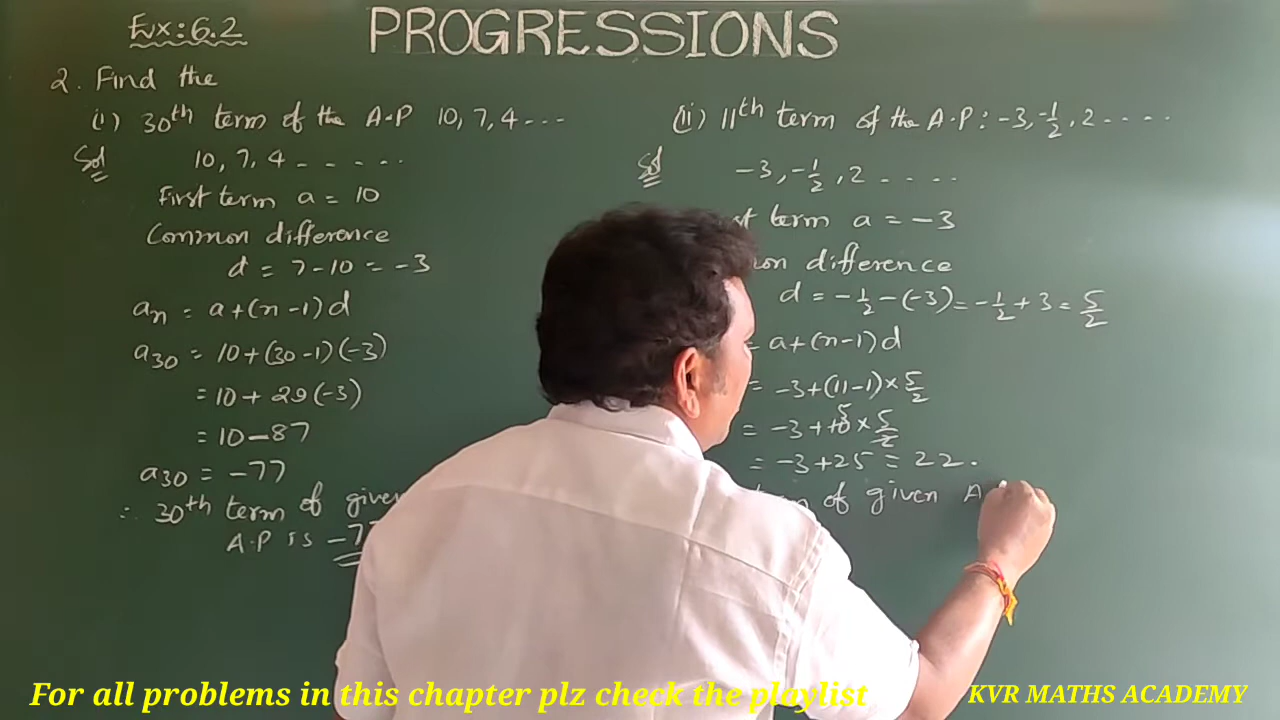 Ex:6.2
PROGRESSIONS
2. Find the
(i) 30th term of the A.P 10, 7, 4 ---
Sol
10, 7, 4 - - - - - ..
First term a = 10
Common difference
d = 7-10 = -3
an = a+(n-1)d
a30 = 10+(30-1)(-3)
= 10+ 29(-3)
= 10-87
a30 = -77
∴ 30th term of given
A.P is -7
(ii) 11th term of the A.P: -3, -1/2, 2 - - - -
Sol
-3, -1/2, 2 - - - -
term a = -3
difference
d = -1/2 -(-3) = -1/2 + 3 = 5/2
= a+(n-1)d
= -3+(11-1)×5/2
= -3+10 5×5/2
= -3+25 = 22.
of given A
For all problems in this chapter plz check the playlist
KVR MATHS ACADEMY